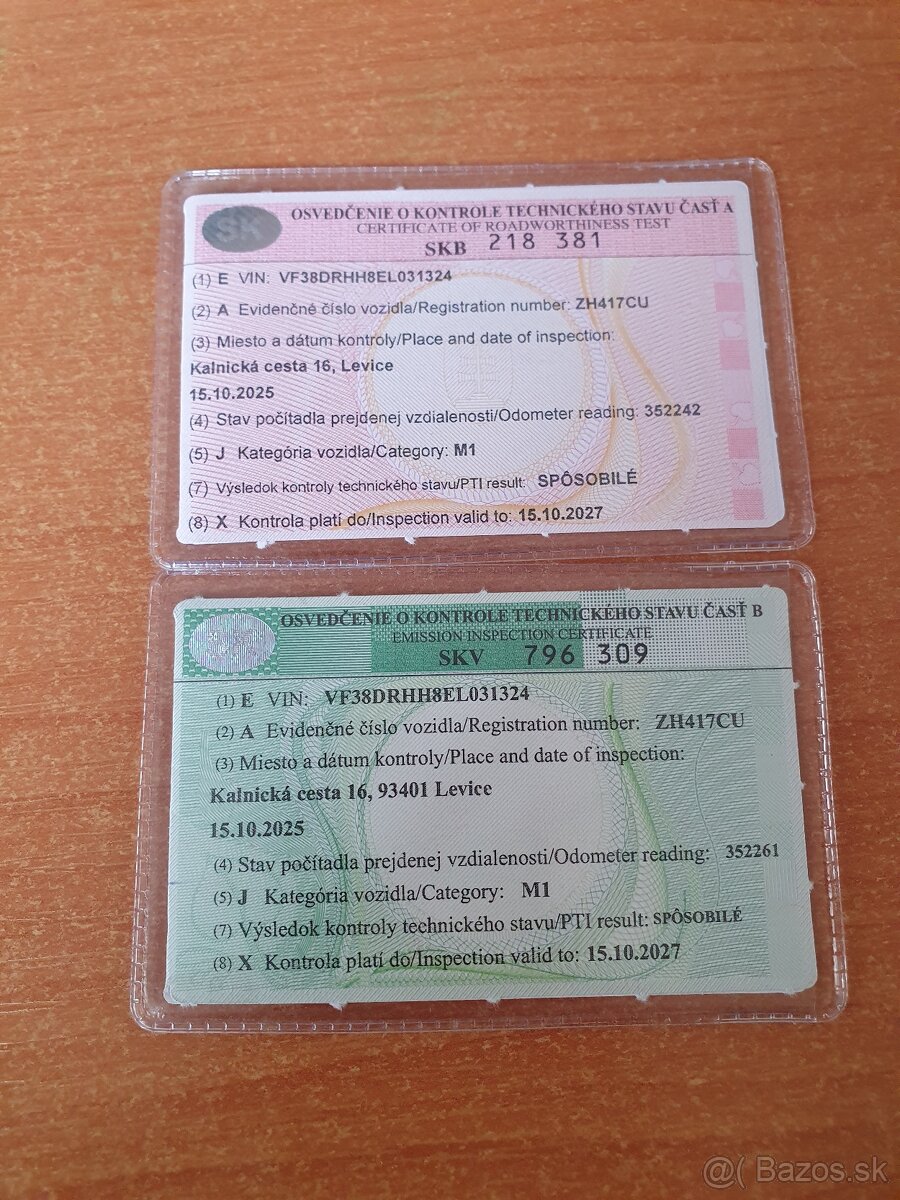 SK
OSVEDČENIE O KONTROLE TECHNICKÉHO STAVU ČASŤ A
CERTIFICATE OF ROADWORTHINESS TEST
SKB 218 381
(1) E VIN: VF38DRHH8EL031324
(2) A Evidenčné číslo vozidla/Registration number: ZH417CU
(3) Miesto a dátum kontroly/Place and date of inspection:
Kalnická cesta 16, Levice
15.10.2025
(4) Stav počítadla prejdenej vzdialenosti/Odometer reading: 352242
(5) J Kategória vozidla/Category: M1
(7) Výsledok kontroly technického stavu/PTI result: SPÔSOBILÉ
(8) X Kontrola platí do/Inspection valid to: 15.10.2027
OSVEDČENIE O KONTROLE TECHNICKÉHO STAVU ČASŤ B
EMISSION INSPECTION CERTIFICATE
SKV 796 309
(1) E VIN: VF38DRHH8EL031324
(2) A Evidenčné číslo vozidla/Registration number: ZH417CU
(3) Miesto a dátum kontroly/Place and date of inspection:
Kalnická cesta 16, 93401 Levice
15.10.2025
(4) Stav počítadla prejdenej vzdialenosti/Odometer reading: 352261
(5) J Kategória vozidla/Category: M1
(7) Výsledok kontroly technického stavu/PTI result: SPÔSOBILÉ
(8) X Kontrola platí do/Inspection valid to: 15.10.2027
@( Bazos.sk